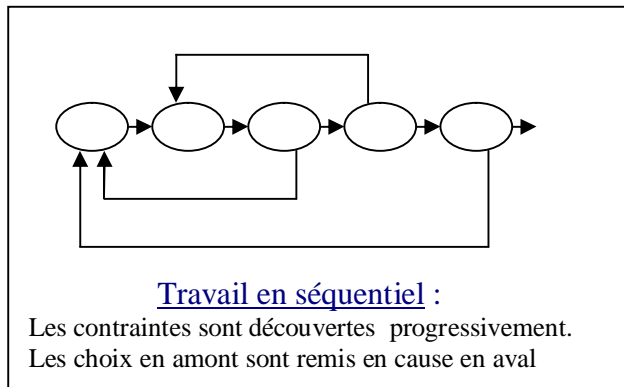 Travail en séquentiel :
Les contraintes sont découvertes progressivement.
Les choix en amont sont remis en cause en aval